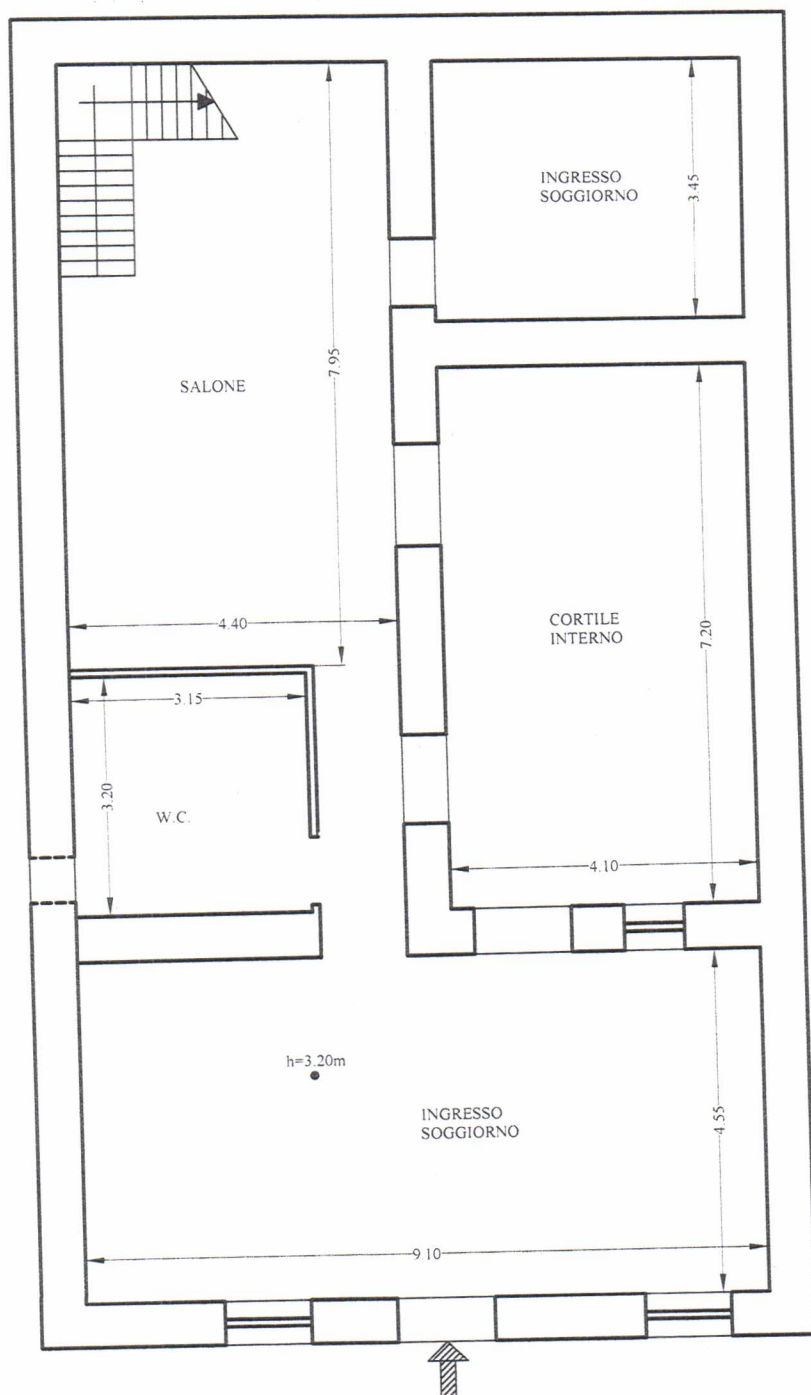 INGRESSO
SOGGIORNO
3.45
7.95
SALONE
4.40
CORTILE
INTERNO
7.20
3.15
3.20
W.C.
4.10
h=3.20m
INGRESSO
SOGGIORNO
4.55
9.10